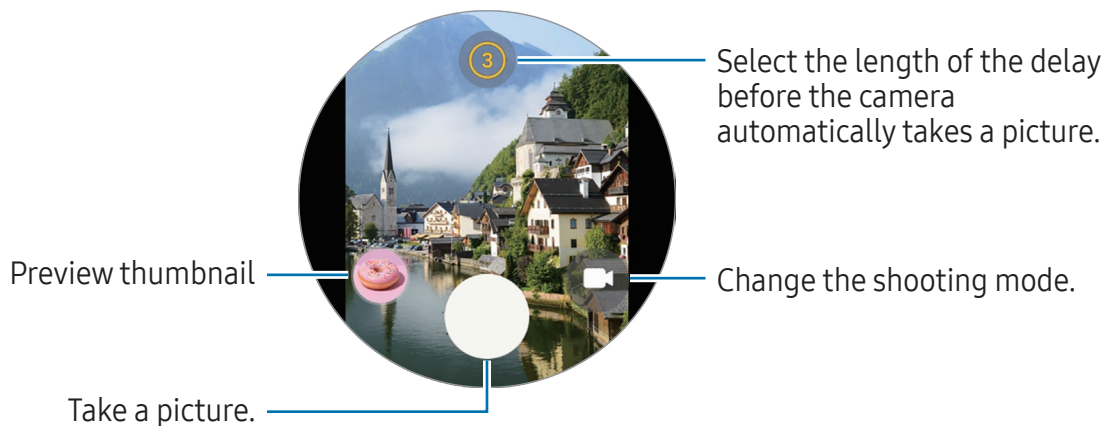 3
Select the length of the delay
before the camera
automatically takes a picture.
Preview thumbnail
Change the shooting mode.
Take a picture.